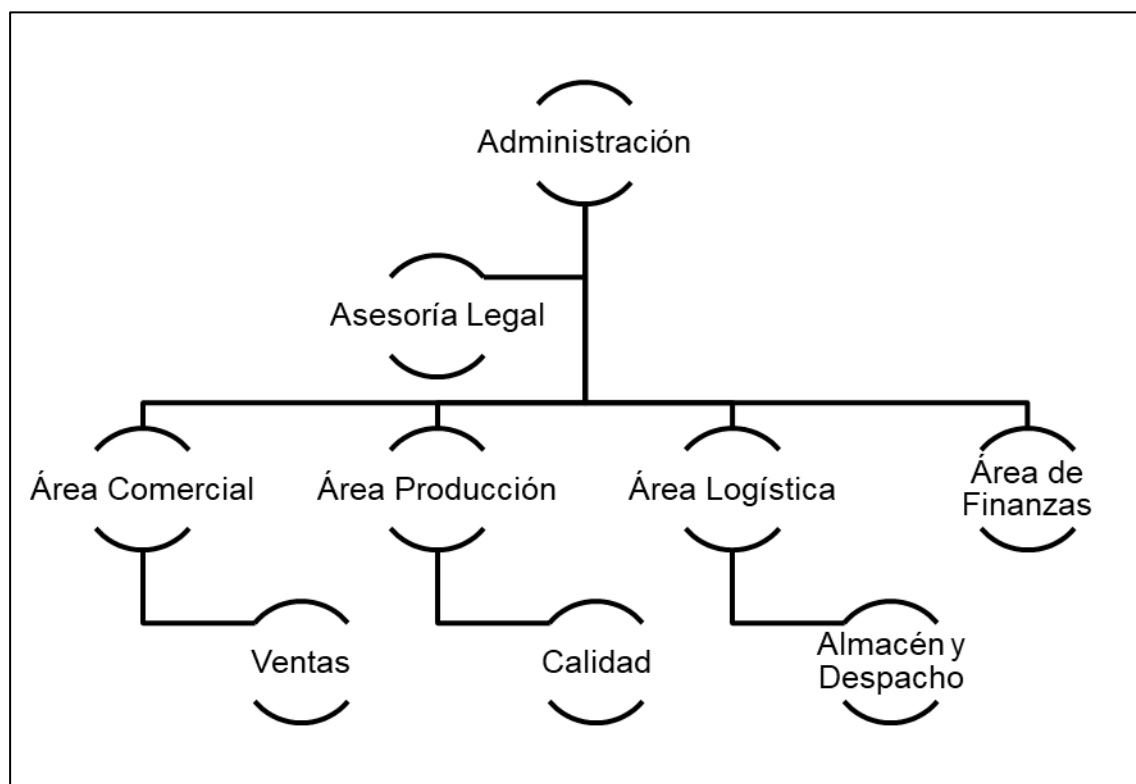 Administración
Asesoría Legal
Área Comercial
Área Producción
Área Logística
Área de
Finanzas
Ventas
Calidad
Almacén y
Despacho